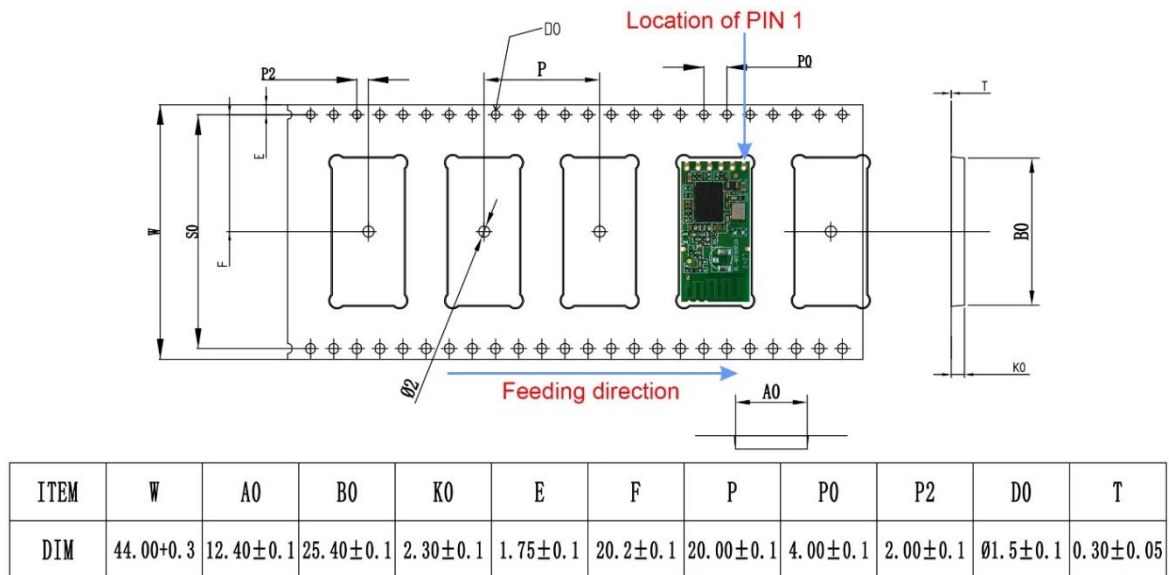 Location of PIN 1
D0
P2
P
P0
T
E
W
S0
F
B0
Ø2
K0
Feeding direction
A0
ITEM W A0 B0 K0 E F P P0 P2 D0 T
DIM 44.00+0.3 12.40±0.1 25.40±0.1 2.30±0.1 1.75±0.1 20.2±0.1 20.00±0.1 4.00±0.1 2.00±0.1 Ø1.5±0.1 0.30±0.05